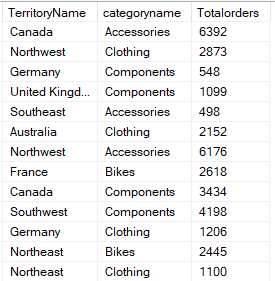 TerritoryName categoryname Totalorders
Canada Accessories 6392
Northwest Clothing 2873
Germany Components 548
United Kingd... Components 1099
Southeast Accessories 498
Australia Clothing 2152
Northwest Accessories 6176
France Bikes 2618
Canada Components 3434
Southwest Components 4198
Germany Clothing 1206
Northeast Bikes 2445
Northeast Clothing 1100